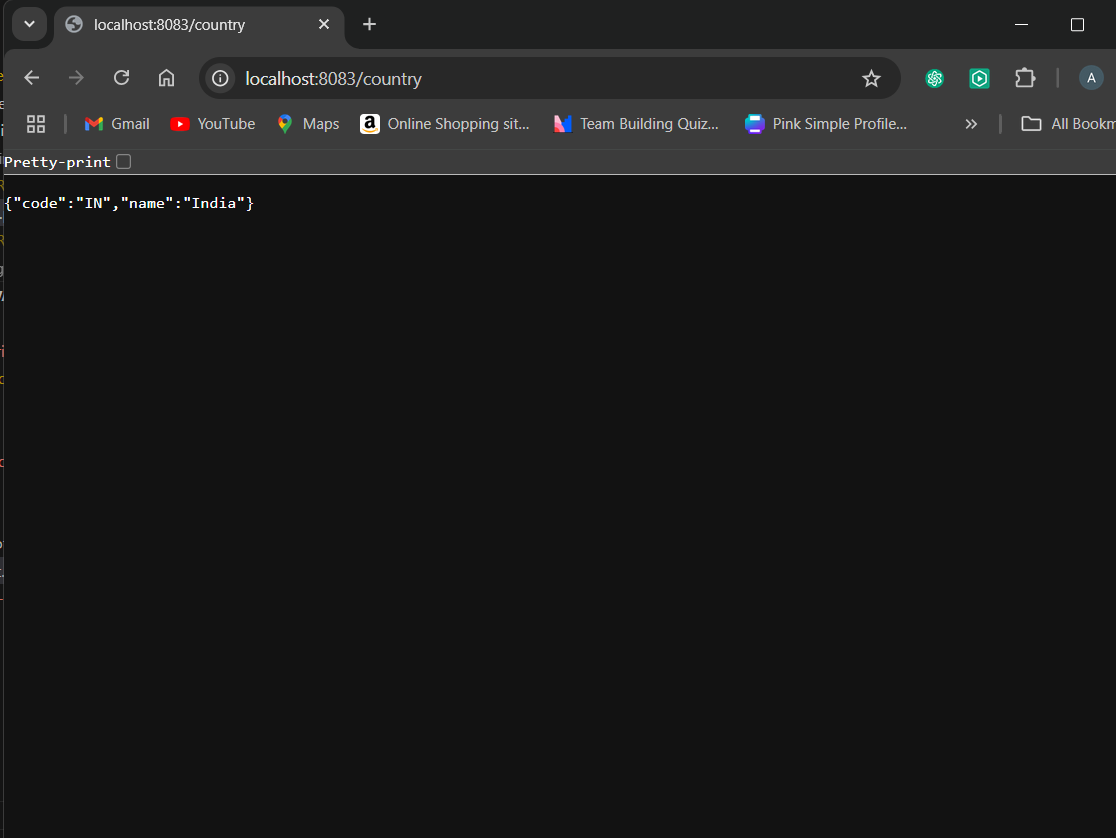 localhost:8083/country
localhost:8083/country
A
Gmail YouTube Maps Online Shopping sit... Team Building Quiz... Pink Simple Profile... All Bookm
Pretty-print
{"code":"IN","name":"India"}